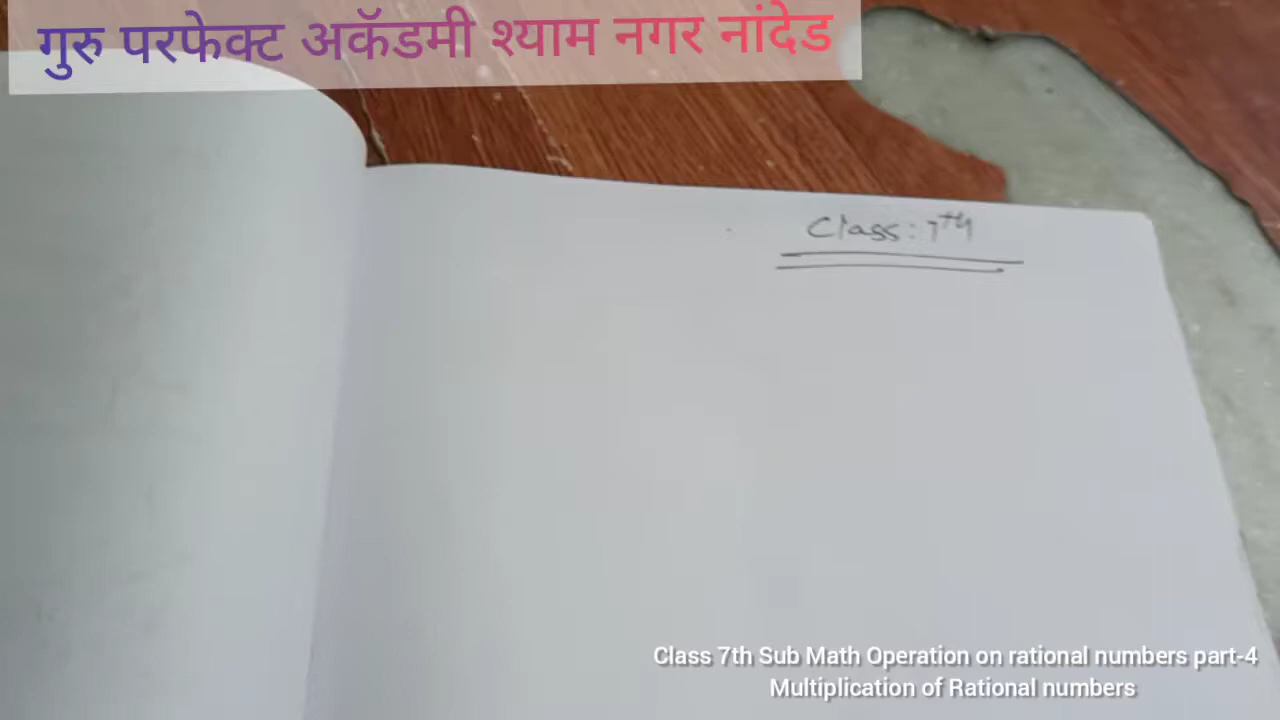 गुरु परफेक्ट अकॅडमी श्याम नगर नांदेड
Class: 7th
Class 7th Sub Math Operation on rational numbers part-4
Multiplication of Rational numbers